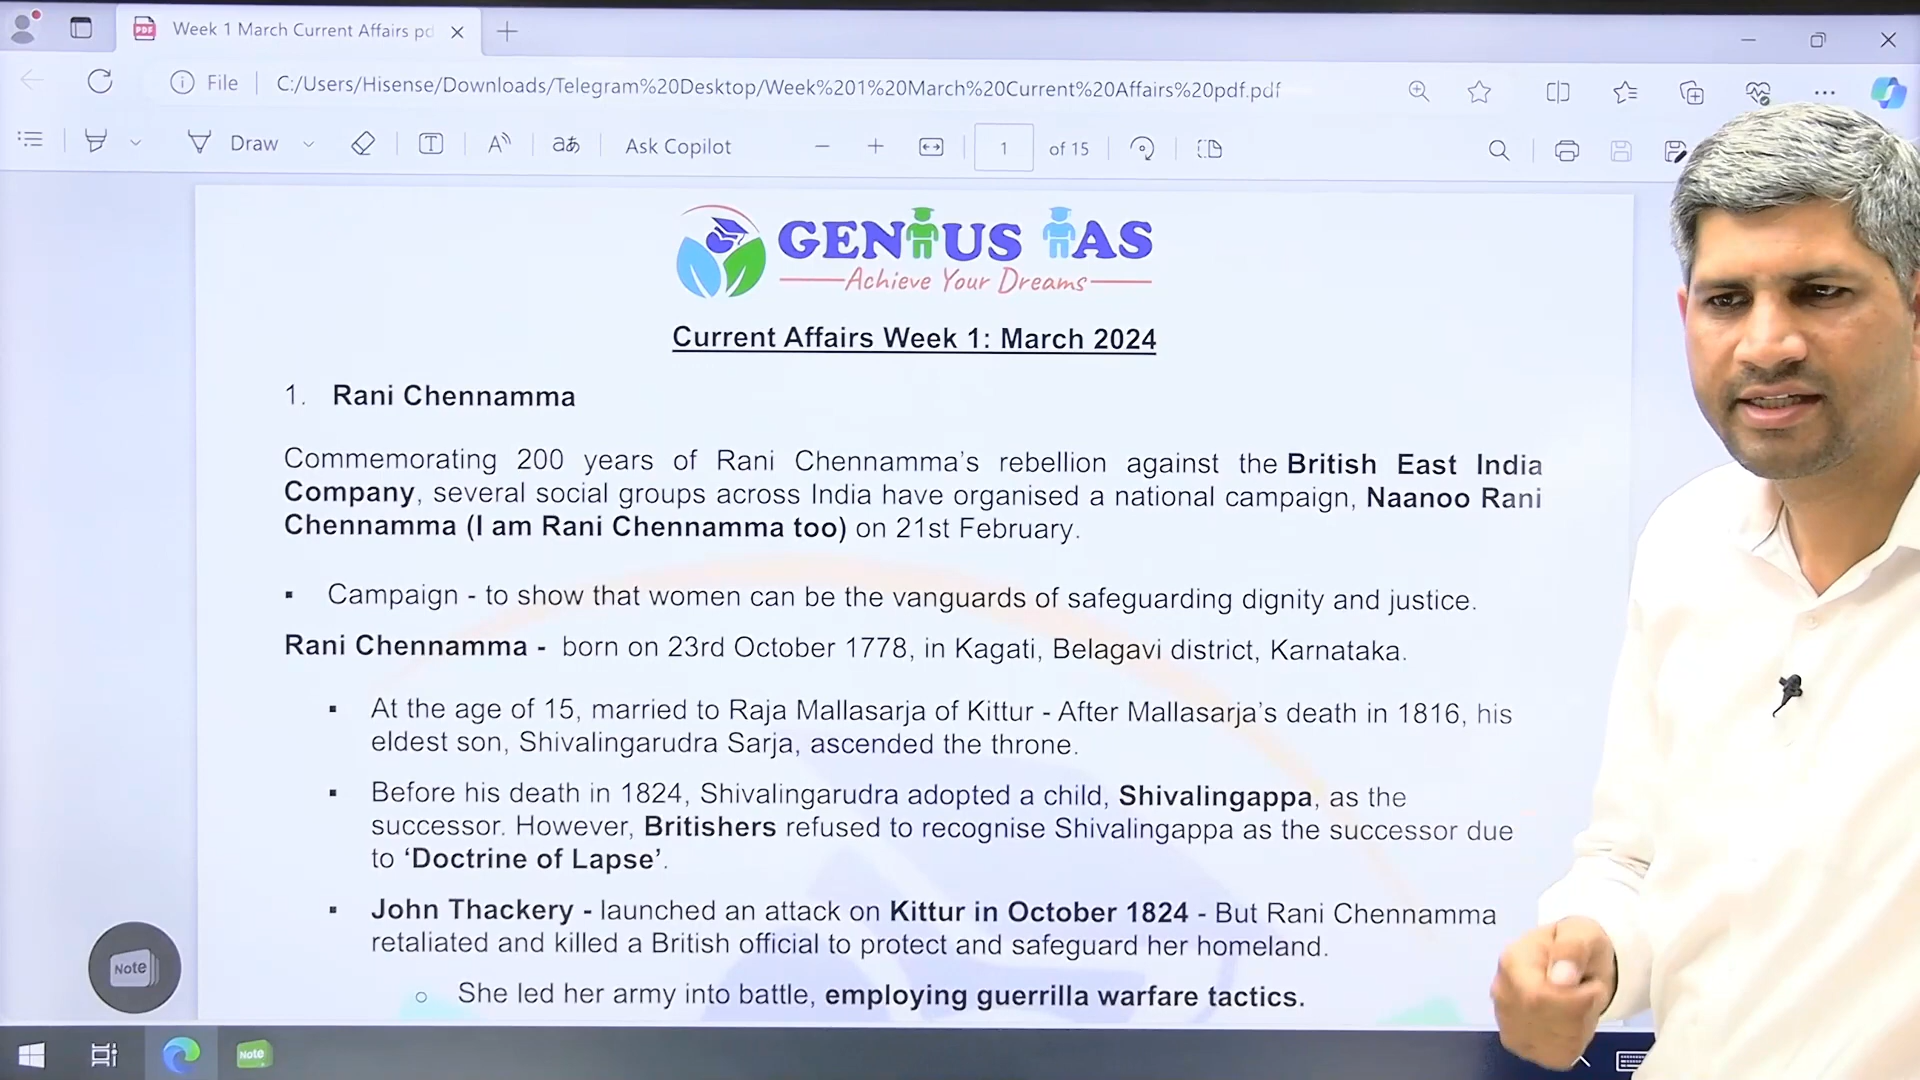 Week 1 March Current Affairs pd
File
C:/Users/Hisense/Downloads/Telegram%20Desktop/Week%201%20March%20Current%20Affairs%20pdf.pdf
Draw
Ask Copilot
1 of 15
GENIUS IAS
Achieve Your Dreams
Current Affairs Week 1: March 2024
1. Rani Chennamma
Commemorating 200 years of Rani Chennamma's rebellion against the British East India
Company, several social groups across India have organised a national campaign, Naanoo Rani
Chennamma (I am Rani Chennamma too) on 21st February.
▪ Campaign - to show that women can be the vanguards of safeguarding dignity and justice.
Rani Chennamma - born on 23rd October 1778, in Kagati, Belagavi district, Karnataka.
▪ At the age of 15, married to Raja Mallasarja of Kittur - After Mallasarja's death in 1816, his
eldest son, Shivalingarudra Sarja, ascended the throne.
▪ Before his death in 1824, Shivalingarudra adopted a child, Shivalingappa, as the
successor. However, Britishers refused to recognise Shivalingappa as the successor due
to ‘Doctrine of Lapse’.
▪ John Thackery - launched an attack on Kittur in October 1824 - But Rani Chennamma
retaliated and killed a British official to protect and safeguard her homeland.
○ She led her army into battle, employing guerrilla warfare tactics.
Note
Note